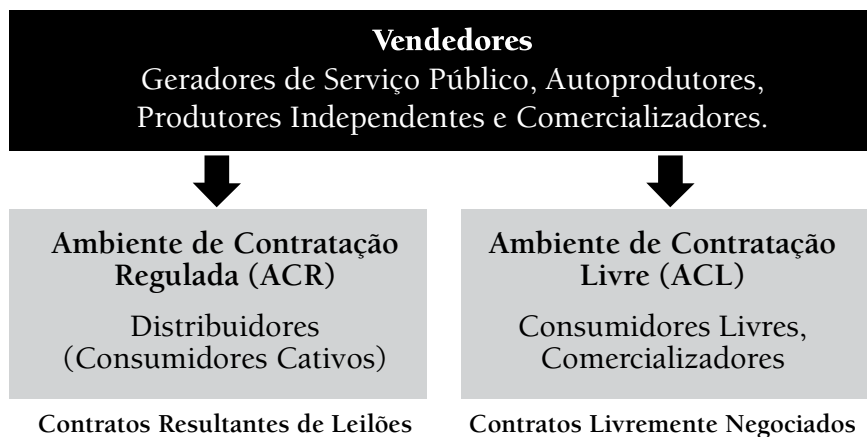 Vendedores
Geradores de Serviço Público, Autoprodutores,
Produtores Independentes e Comercializadores.
Ambiente de Contratação
Regulada (ACR)
Distribuidores
(Consumidores Cativos)
Contratos Resultantes de Leilões
Ambiente de Contratação
Livre (ACL)
Consumidores Livres,
Comercializadores
Contratos Livremente Negociados